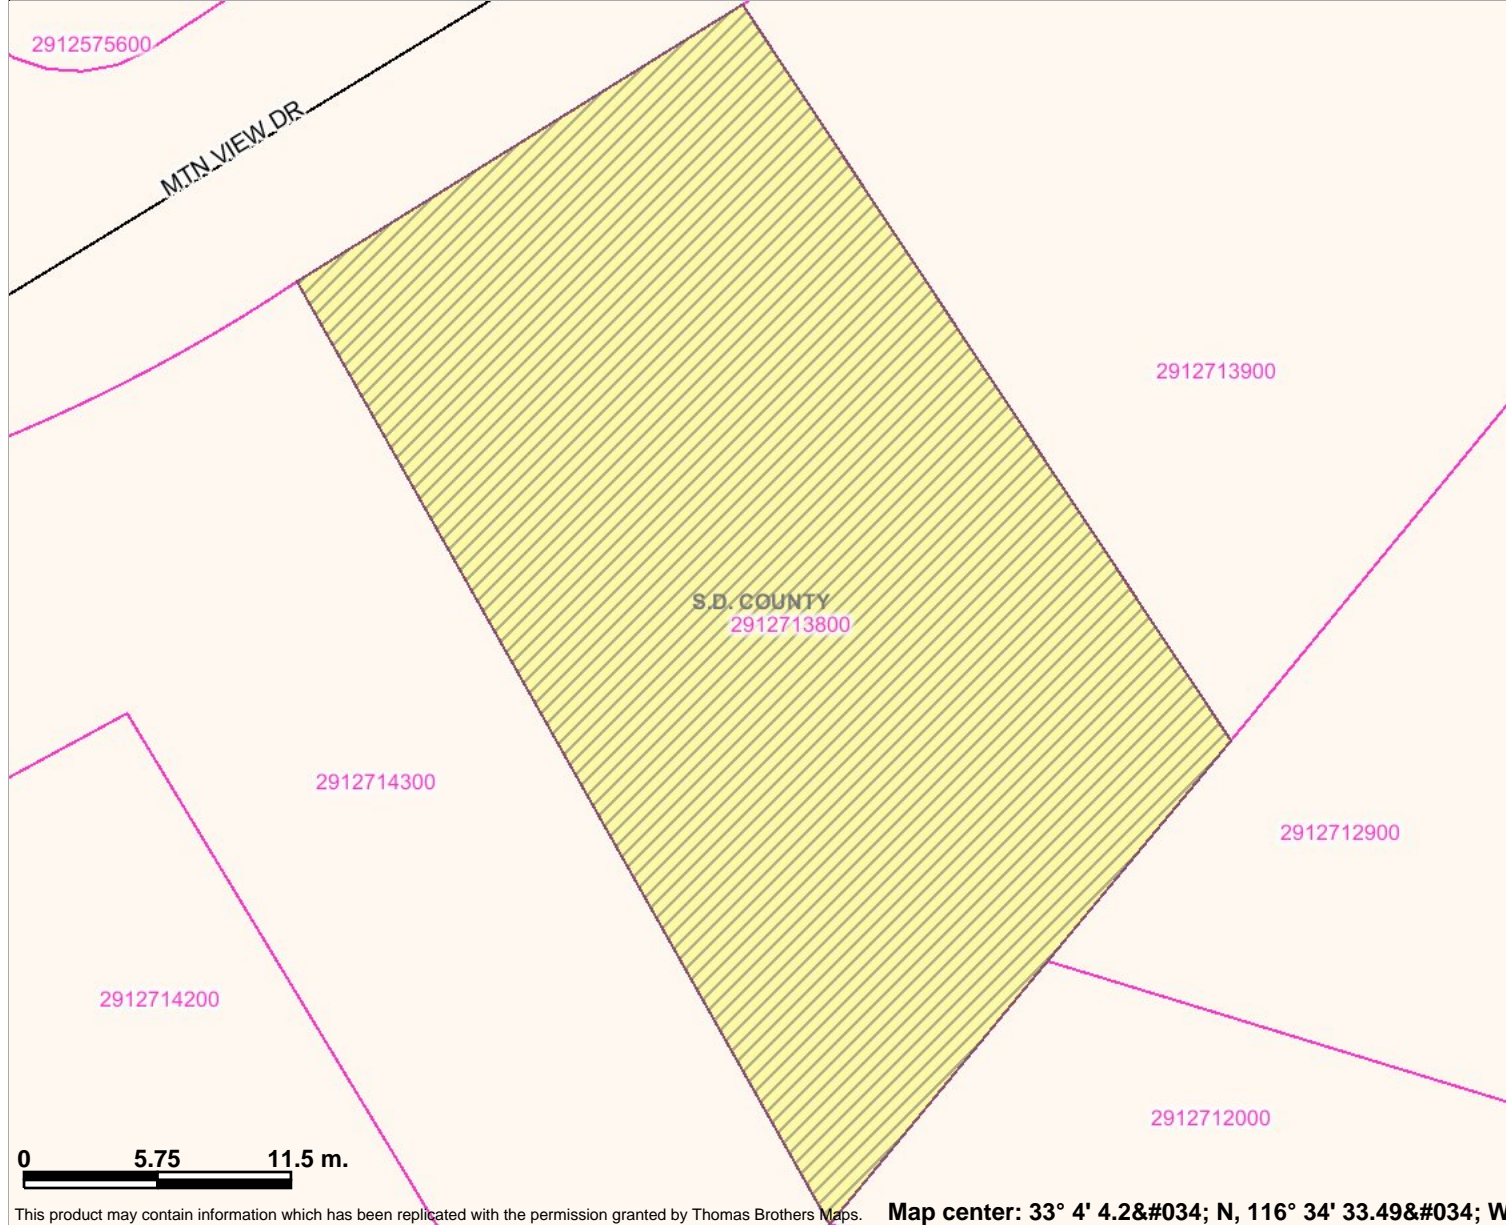 2912575600
MTN VIEW DR
2912713900
S.D. COUNTY
2912713800
2912714300
2912712900
2912714200
2912712000
0 5.75 11.5 m.
This product may contain information which has been replicated with the permission granted by Thomas Brothers Maps.
Map center: 33° 4' 4.2&#034; N, 116° 34' 33.49&#034; W